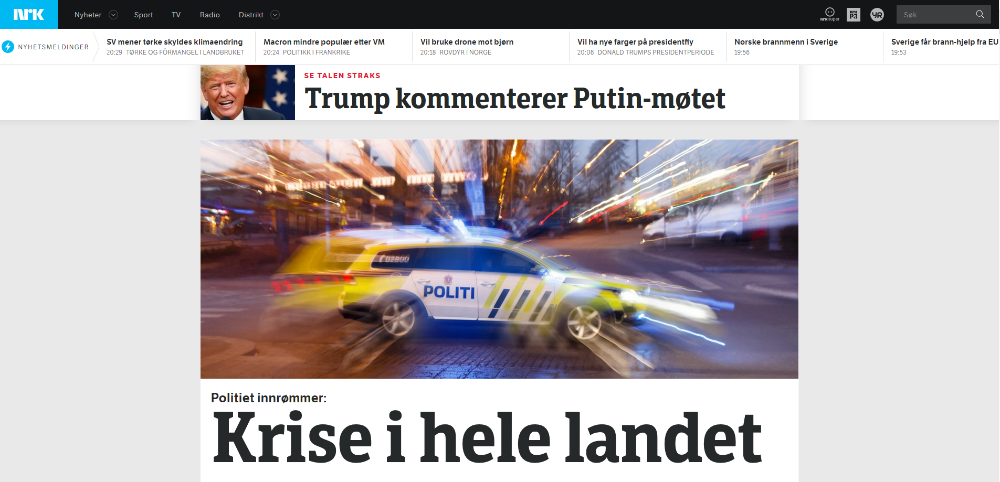 NRK
Nyheter
Sport
TV
Radio
Distrikt
nrk super
nrk P3
YR
Søk
NYHETSMELDINGER
SV mener tørke skyldes klimaendring
20:29 TØRKE OG FÔRMANGEL I LANDBRUKET
Macron mindre populær etter VM
20:24 POLITIKK I FRANKRIKE
Vil bruke drone mot bjørn
20:18 ROVDYR I NORGE
Vil ha nye farger på presidentfly
20:06 DONALD TRUMPS PRESIDENTPERIODE
Norske brannmenn i Sverige
19:56
Sverige får brann-hjelp fra EU
19:53
SE TALEN STRAKS
Trump kommenterer Putin-møtet
POLITI
Politiet innrømmer:
Krise i hele landet